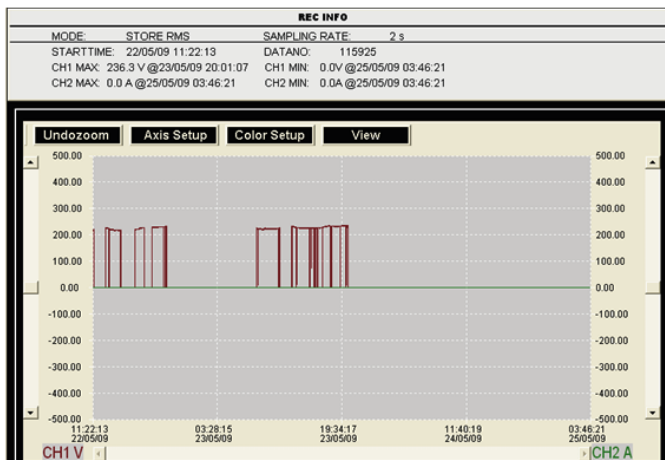 REC INFO
MODE: STORE RMS SAMPLING RATE: 2 s
STARTTIME: 22/05/09 11:22:13 DATANO: 115925
CH1 MAX: 236.3 V @23/05/09 20:01:07 CH1 MIN: 0.0V @25/05/09 03:46:21
CH2 MAX: 0.0 A @25/05/09 03:46:21 CH2 MIN: 0.0A @25/05/09 03:46:21
Undozoom Axis Setup Color Setup View
500.00 500.00
400.00 400.00
300.00 300.00
200.00 200.00
100.00 100.00
0.00 0.00
-100.00 -100.00
-200.00 -200.00
-300.00 -300.00
-400.00 -400.00
-500.00 -500.00
11:22:13 03:28:15 19:34:17 11:40:19 03:46:21
22/05/09 23/05/09 23/05/09 24/05/09 25/05/09
CH1 V CH2 A